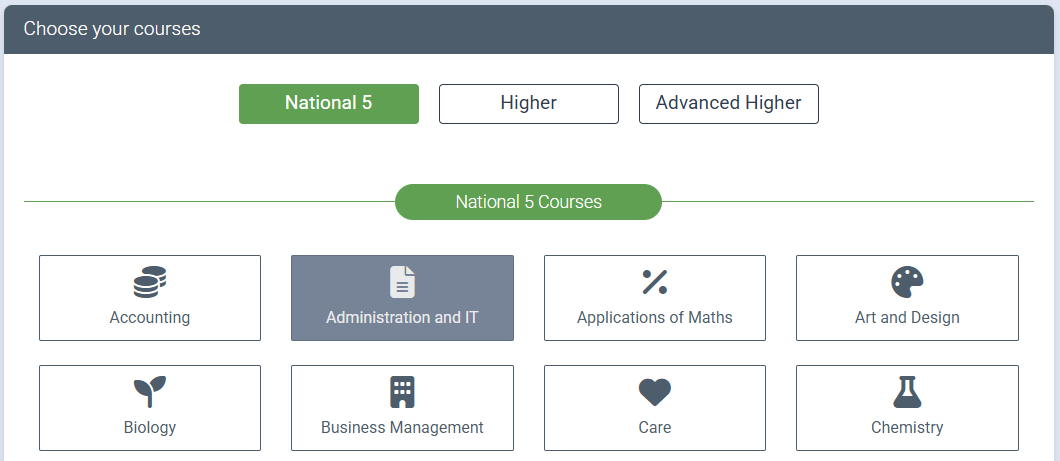 Choose your courses
National 5
Higher
Advanced Higher
National 5 Courses
Accounting
Administration and IT
Applications of Maths
Art and Design
Biology
Business Management
Care
Chemistry